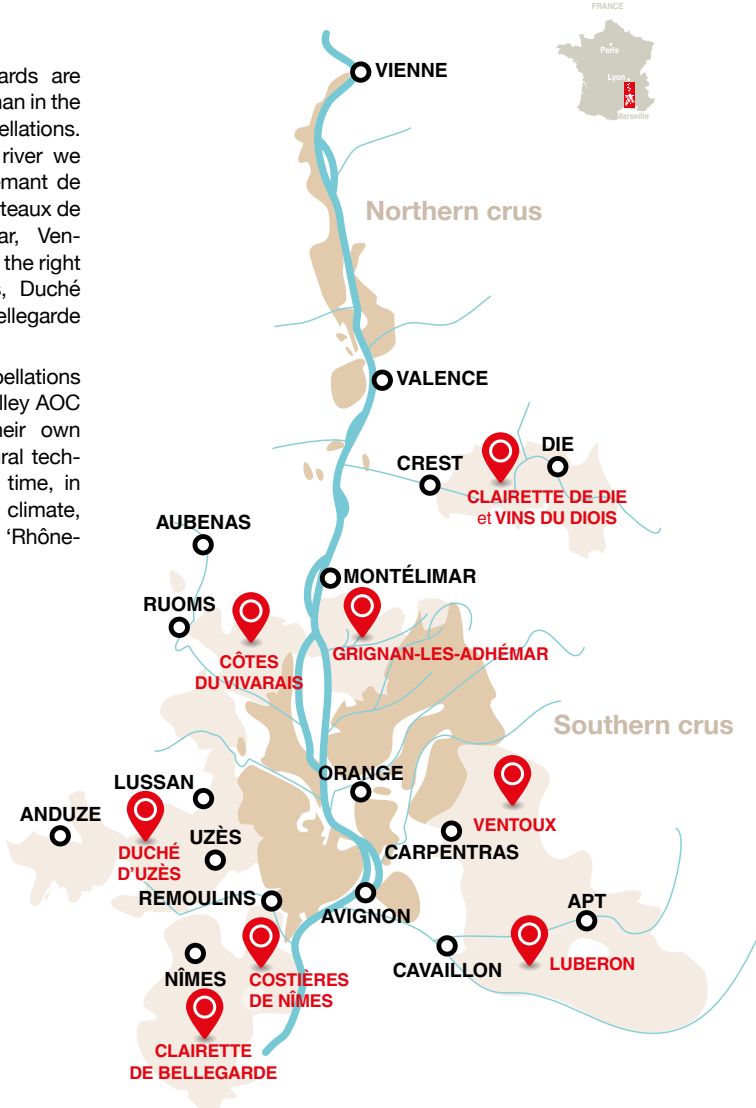 ards are
nan in the
ellations.
river we
émant de
teaux de
ar, Ven-
the right
s, Duché
ellegarde
pellations
lley AOC
heir own
ural tech-
time, in
climate,
'Rhône-
FRANCE
Paris
Lyon
Marseille
VIENNE
Northern crus
VALENCE
CREST
DIE
CLAIRETTE DE DIE
et VINS DU DIOIS
AUBENAS
MONTÉLIMAR
RUOMS
CÔTES
DU VIVARAIS
GRIGNAN-LES-ADHÉMAR
Southern crus
ORANGE
LUSSAN
ANDUZE
VENTOUX
UZÈS
DUCHÉ
D'UZÈS
CARPENTRAS
REMOULINS
AVIGNON
APT
CAVAILLON
LUBERON
NÎMES
COSTIÈRES
DE NÎMES
CLAIRETTE
DE BELLEGARDE